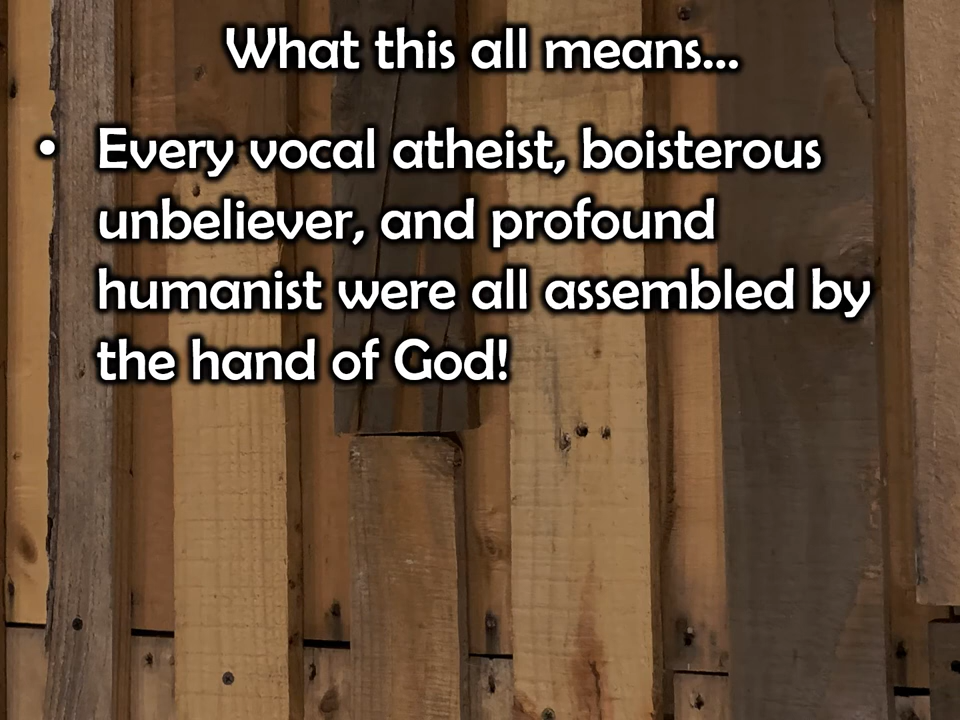 What this all means...
• Every vocal atheist, boisterous
unbeliever, and profound
humanist were all assembled by
the hand of God!